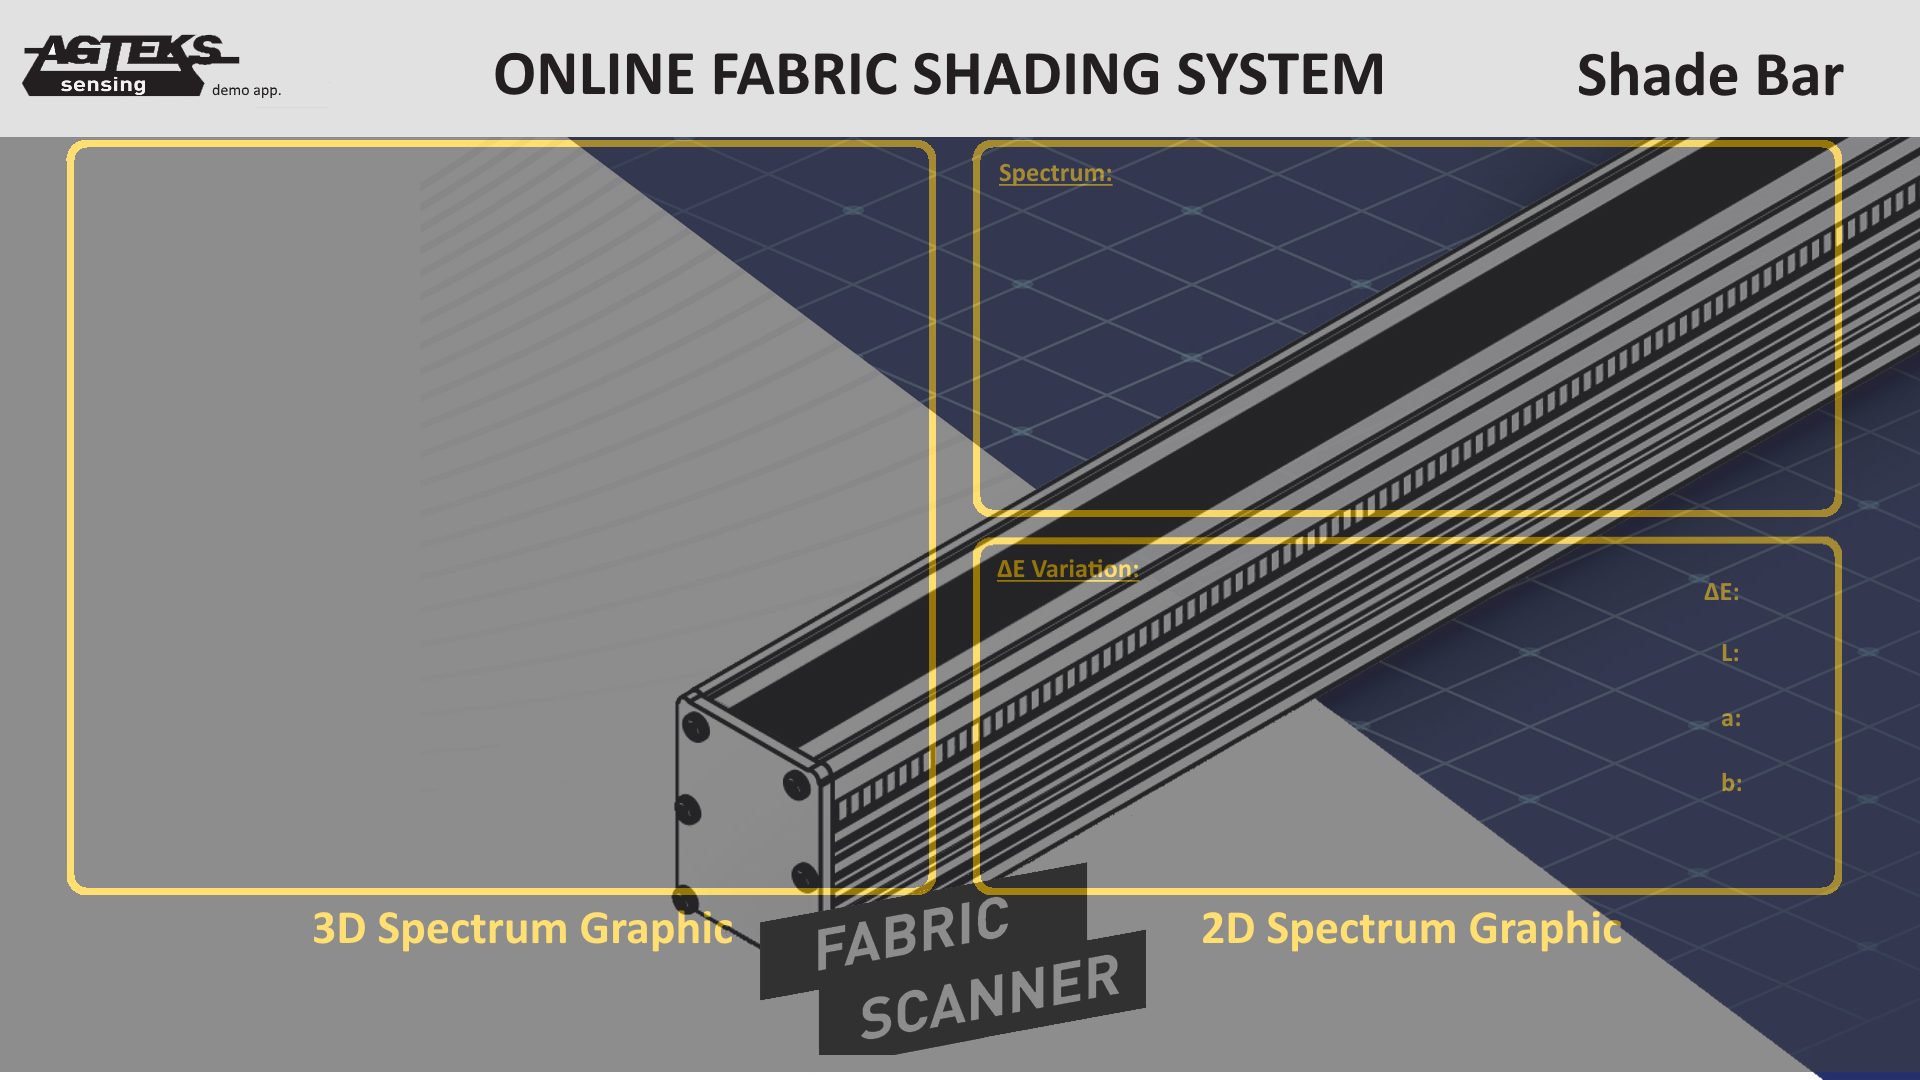 AGTEKS
sensing
demo app.
ONLINE FABRIC SHADING SYSTEM
Shade Bar
Spectrum:
ΔE Variation:
ΔE:
L:
a:
b:
3D Spectrum Graphic
2D Spectrum Graphic
FABRIC
SCANNER